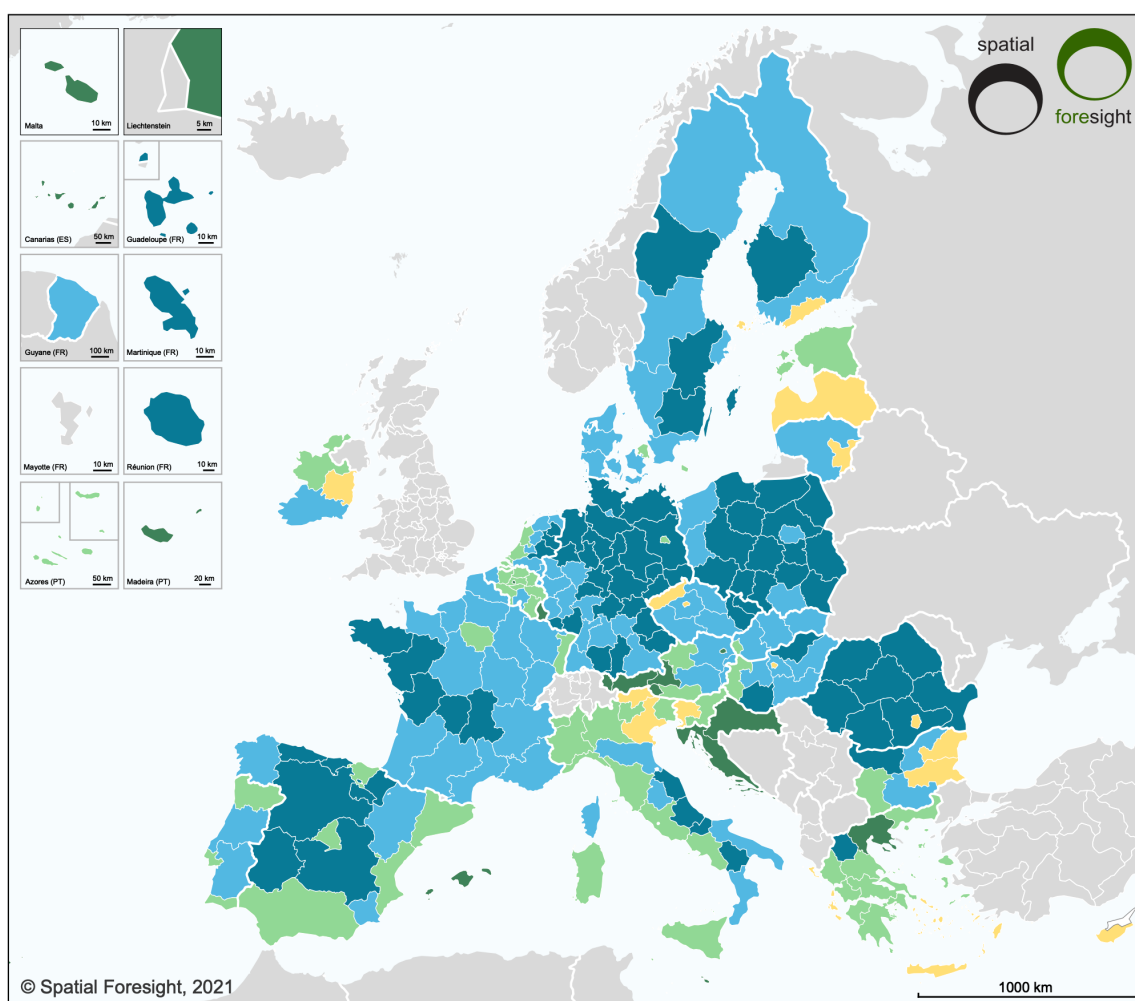 spatial
foresight
Malta 10 km
Liechtenstein 5 km
Canarias (ES) 50 km
Guadeloupe (FR) 10 km
Guyane (FR) 100 km
Martinique (FR) 10 km
Mayotte (FR) 10 km
Réunion (FR) 10 km
Azores (PT) 50 km
Madeira (PT) 20 km
© Spatial Foresight, 2021
1000 km